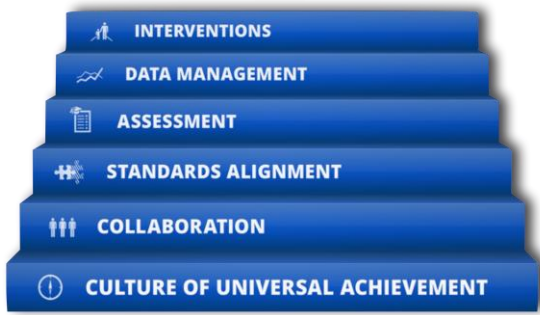 INTERVENTIONS
DATA MANAGEMENT
ASSESSMENT
STANDARDS ALIGNMENT
COLLABORATION
CULTURE OF UNIVERSAL ACHIEVEMENT